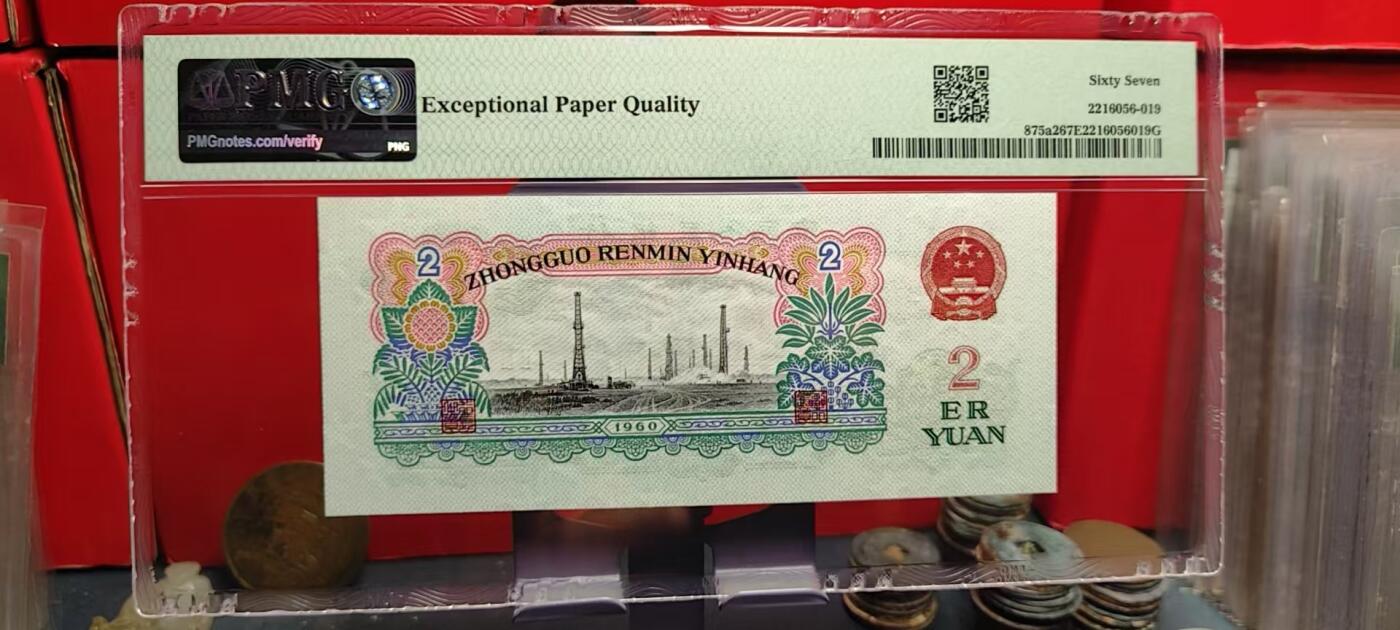 PMG
Exceptional Paper Quality
Sixty Seven
2216056-019
875a267E2216056019G
PMGnotes.com/verify
PMG
2
2
ZHONGGUO RENMIN YINHANG
2
ER
YUAN
1960